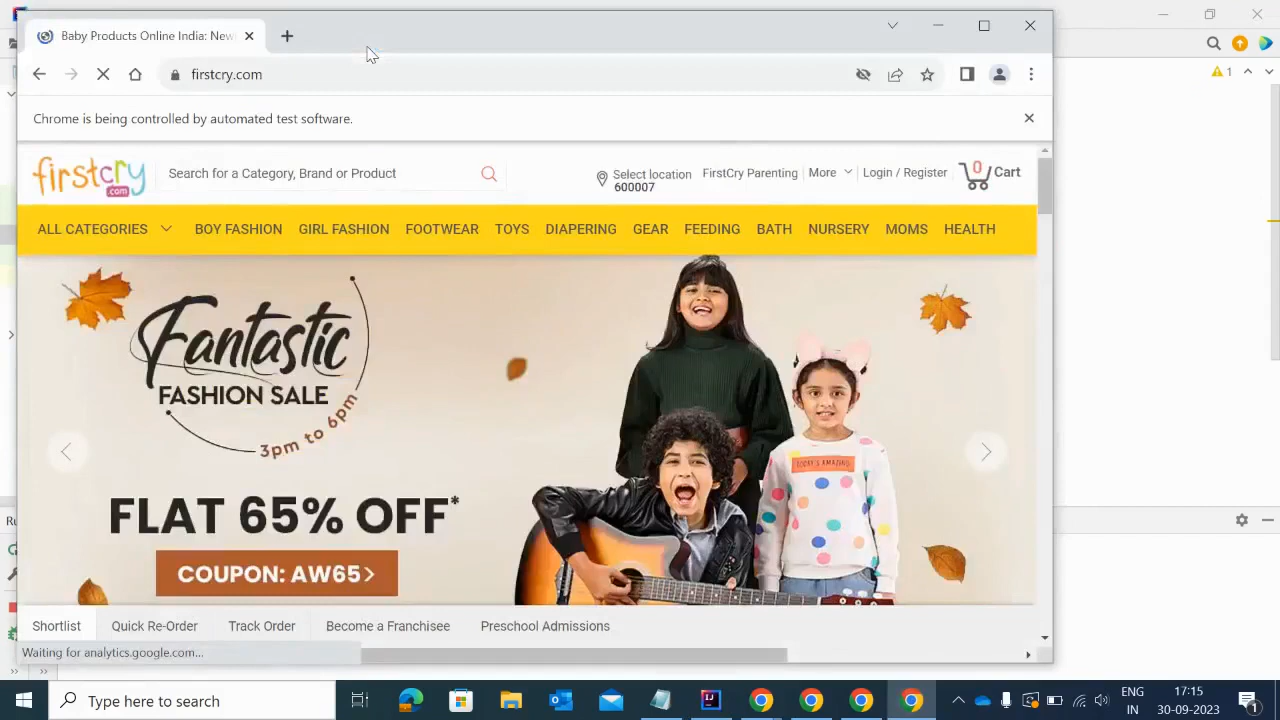 Baby Products Online India: New
firstcry.com
Chrome is being controlled by automated test software.
firstcry
.com
Search for a Category, Brand or Product
Select location
600007
FirstCry Parenting
More
Login / Register
0
Cart
ALL CATEGORIES
BOY FASHION
GIRL FASHION
FOOTWEAR
TOYS
DIAPERING
GEAR
FEEDING
BATH
NURSERY
MOMS
HEALTH
Fantastic
FASHION SALE
3pm to 6pm
FLAT 65% OFF*
COUPON: AW65>
TODAY'S AMAZING
Shortlist
Quick Re-Order
Track Order
Become a Franchisee
Preschool Admissions
Waiting for analytics.google.com...
1
Ru
Type here to search
ENG
IN
17:15
30-09-2023
1